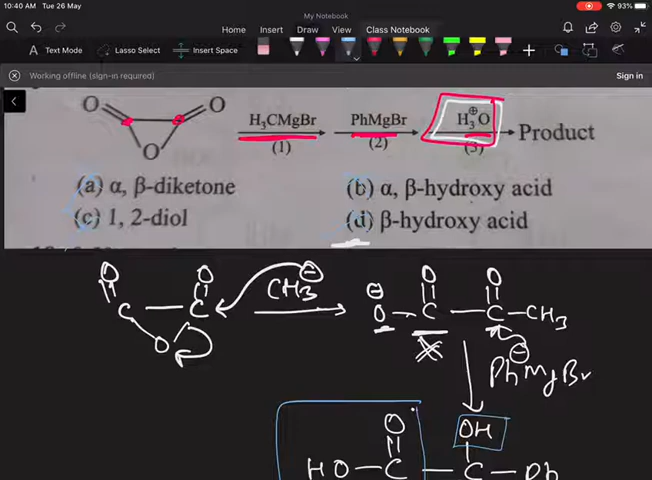 10:40 AM Tue 26 May
93%
My Notebook
Home Insert Draw View Class Notebook
A Text Mode Lasso Select Insert Space
Working offline (sign-in required) Sign in
O O H₃CMgBr PhMgBr H₃⊕O Product
O (1) (2) (3)
(a) α, β-diketone (b) α, β-hydroxy acid
(c) 1, 2-diol (d) β-hydroxy acid
O O CH₃⊖ ⊖ O O
C — C O — C — C — CH₃
O ⊖
PhMgBr
O OH
HO — C — C — Ph